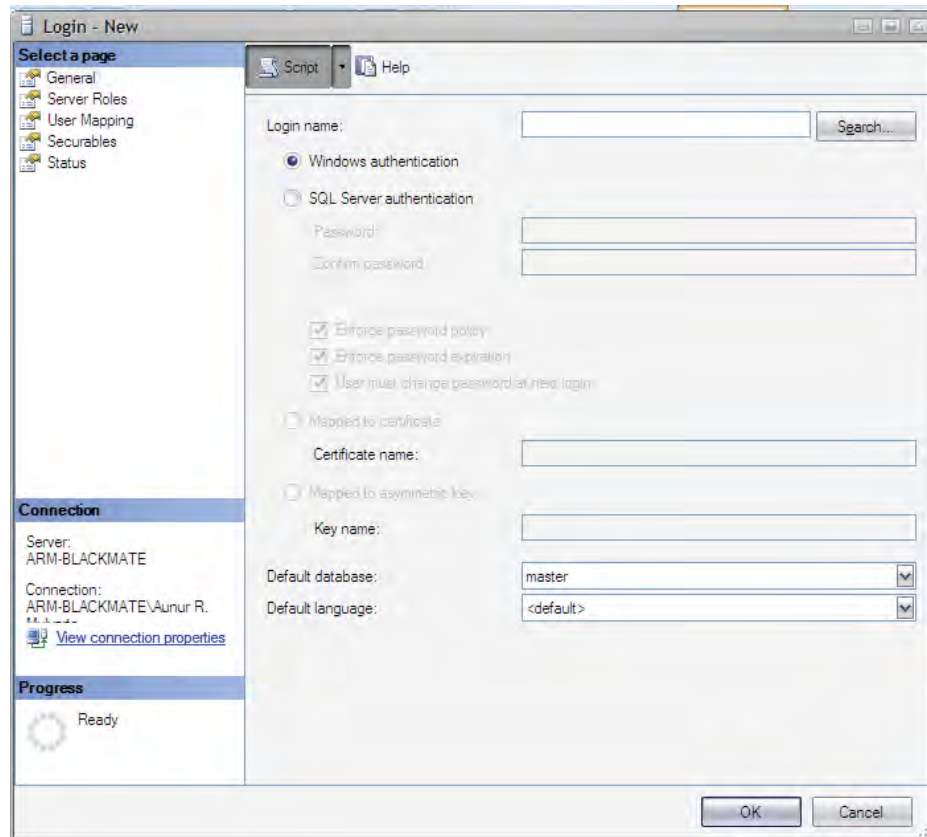 Login - New
Select a page
General
Server Roles
User Mapping
Securables
Status
Script
Help
Login name:
Search...
Windows authentication
SQL Server authentication
Password:
Confirm password:
Enforce password policy
Enforce password expiration
User must change password at next login
Mapped to certificate
Certificate name:
Mapped to asymmetric key
Key name:
Default database:
master
Default language:
<default>
Connection
Server:
ARM-BLACKMATE
Connection:
ARM-BLACKMATE\Aunur R.
View connection properties
Progress
Ready
OK
Cancel